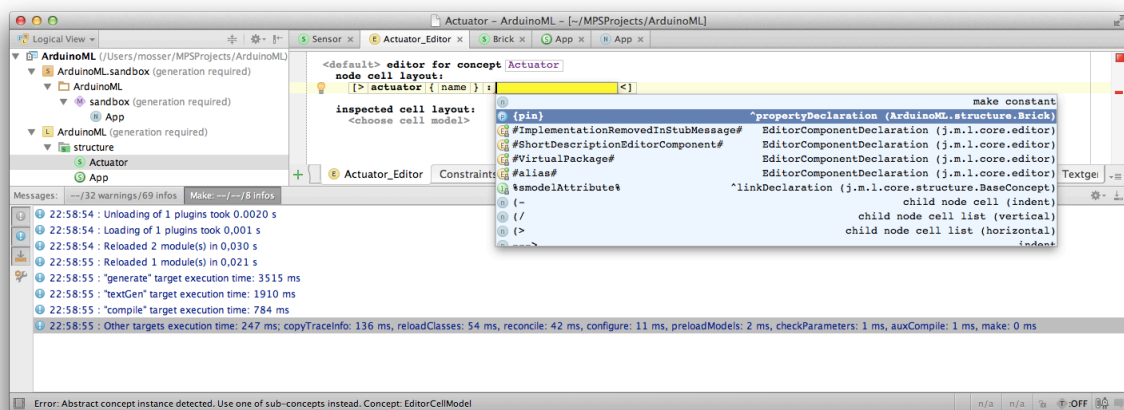 Actuator – ArduinoML – [~/MPSProjects/ArduinoML]
Logical View
Sensor × Actuator_Editor × Brick × App × App ×
ArduinoML (/Users/mosser/MPSProjects/ArduinoML)
ArduinoML.sandbox (generation required)
ArduinoML
sandbox (generation required)
App
ArduinoML (generation required)
structure
Actuator
App
<default> editor for concept Actuator
node cell layout:
[> actuator { name } : <]
inspected cell layout:
<choose cell model>
make constant
{pin} ^propertyDeclaration (ArduinoML.structure.Brick)
#ImplementationRemovedInStubMessage# EditorComponentDeclaration (j.m.l.core.editor)
#ShortDescriptionEditorComponent# EditorComponentDeclaration (j.m.l.core.editor)
#VirtualPackage# EditorComponentDeclaration (j.m.l.core.editor)
#alias# EditorComponentDeclaration (j.m.l.core.editor)
%smodelAttribute% ^linkDeclaration (j.m.l.core.structure.BaseConcept)
(- child node cell (indent)
(/ child node cell list (vertical)
(> child node cell list (horizontal)
---> indent
+ Actuator_Editor Constraints Textgen
Messages: --/32 warnings/69 infos Make: --/--/8 infos
22:58:54 : Unloading of 1 plugins took 0.0020 s
22:58:54 : Loading of 1 plugins took 0,001 s
22:58:54 : Reloaded 2 module(s) in 0,030 s
22:58:55 : Reloaded 1 module(s) in 0,021 s
22:58:55 : "generate" target execution time: 3515 ms
22:58:55 : "textGen" target execution time: 1910 ms
22:58:55 : "compile" target execution time: 784 ms
22:58:55 : Other targets execution time: 247 ms; copyTraceInfo: 136 ms, reloadClasses: 54 ms, reconcile: 42 ms, configure: 11 ms, preloadModels: 2 ms, checkParameters: 1 ms, auxCompile: 1 ms, make: 0 ms
Error: Abstract concept instance detected. Use one of sub-concepts instead. Concept: EditorCellModel
n/a n/a T:OFF